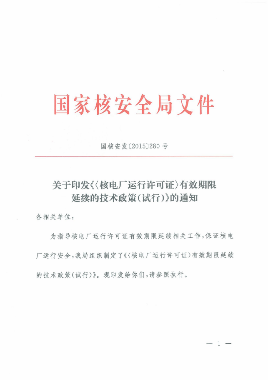 国家核安全局文件
国核安发〔2015〕280 号
关于印发《〈核电厂运行许可证〉有效期限
延续的技术政策(试行)》的通知
各相关单位:
为指导核电厂运行许可证有效期限延续相关工作,保证核电
厂运行安全,我局组织制定了《〈核电厂运行许可证〉有效期限延续
的技术政策(试行)》。现印发给你们,请参照执行。
— 1 —